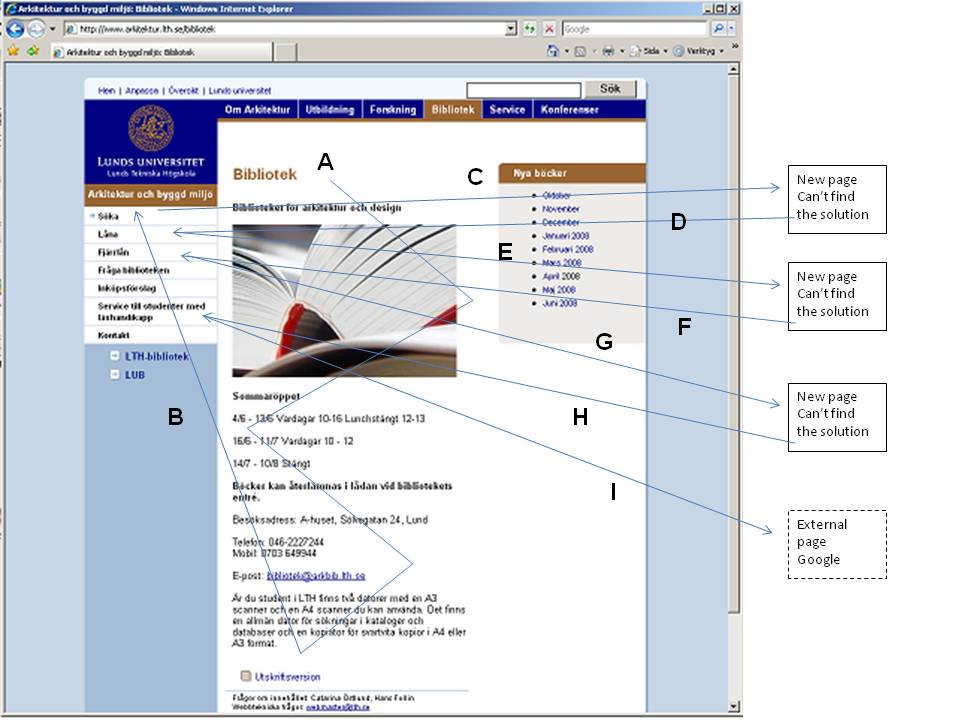 Arkitektur och byggd miljö: Bibliotek - Windows Internet Explorer
http://www.arkitektur.lth.se/bibliotek
Google
Arkitektur och byggd miljö: Bibliotek
Sida
Verktyg
»
Hem | Anpassa | Översikt | Lunds universitet
Sök
Om Arkitektur
Utbildning
Forskning
Bibliotek
Service
Konferenser
LUNDS UNIVERSITET
Lunds Tekniska Högskola
Arkitektur och byggd miljö
Söka
Låna
Fjärrlån
Fråga biblioteken
Inköpsförslag
Service till studenter med
läshandikapp
Kontakt
LTH-bibliotek
LUB
Bibliotek
Biblioteket för arkitektur och design
Sommaröppet
4/6 - 13/6 Vardagar 10-16 Lunchstängt 12-13
16/6 - 11/7 Vardagar 10 - 12
14/7 - 10/8 Stängt
Böcker kan återlämnas i lådan vid bibliotekets
entré.
Besöksadress: A-huset, Sölvegatan 24, Lund
Telefon: 046-2227244
Mobil: 0703 649944
E-post: bibliotek@arkbib.lth.se
Är du student i LTH finns två datorer med en A3
scanner och en A4 scanner du kan använda. Det finns
en allmän dator för sökningar i kataloger och
databaser och en kopiator för svartvita kopior i A4 eller
A3 format.
Utskriftsversion
Frågor om innehållet: Catarina Östlund, Hans Follin
Webbtekniska frågor: webmaster@lth.se
Nya böcker
Oktober
November
December
Januari 2008
Februari 2008
Mars 2008
April 2008
Maj 2008
Juni 2008
A
B
C
D
E
F
G
H
I
New page
Can't find
the solution
New page
Can't find
the solution
New page
Can't find
the solution
External
page
Google